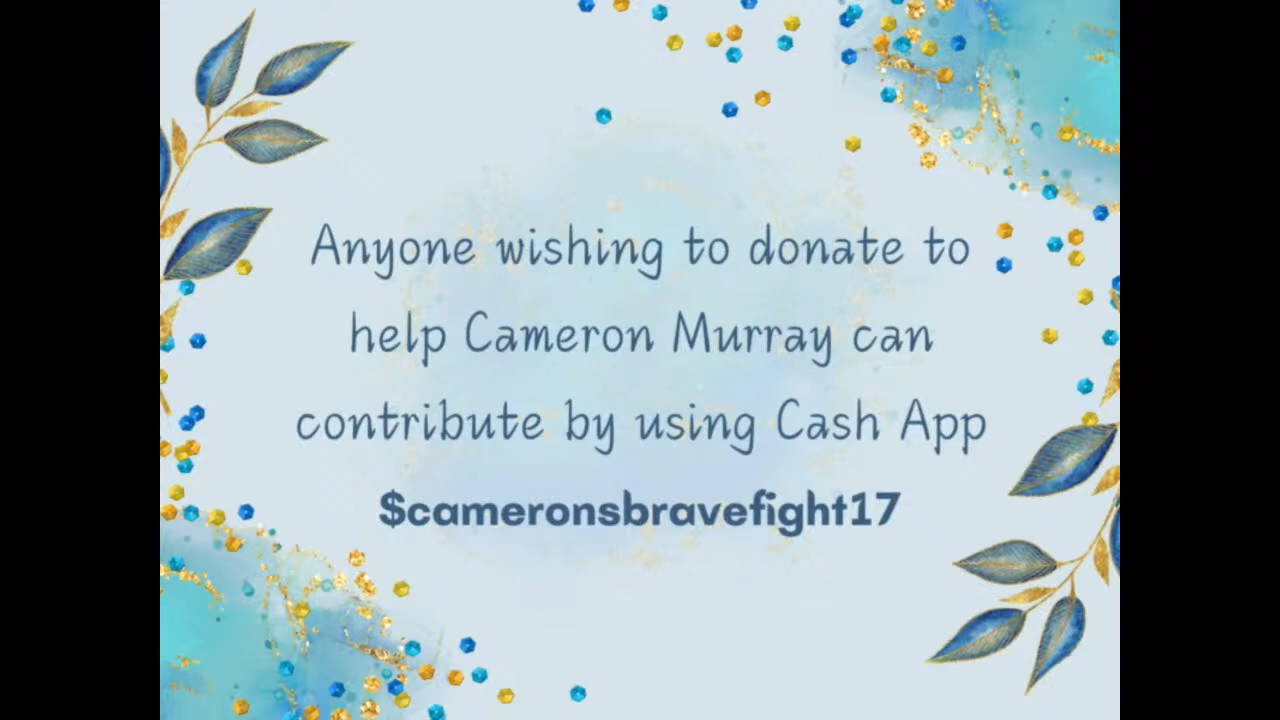 Anyone wishing to donate to
help Cameron Murray can
contribute by using Cash App
$cameronsbravefight17